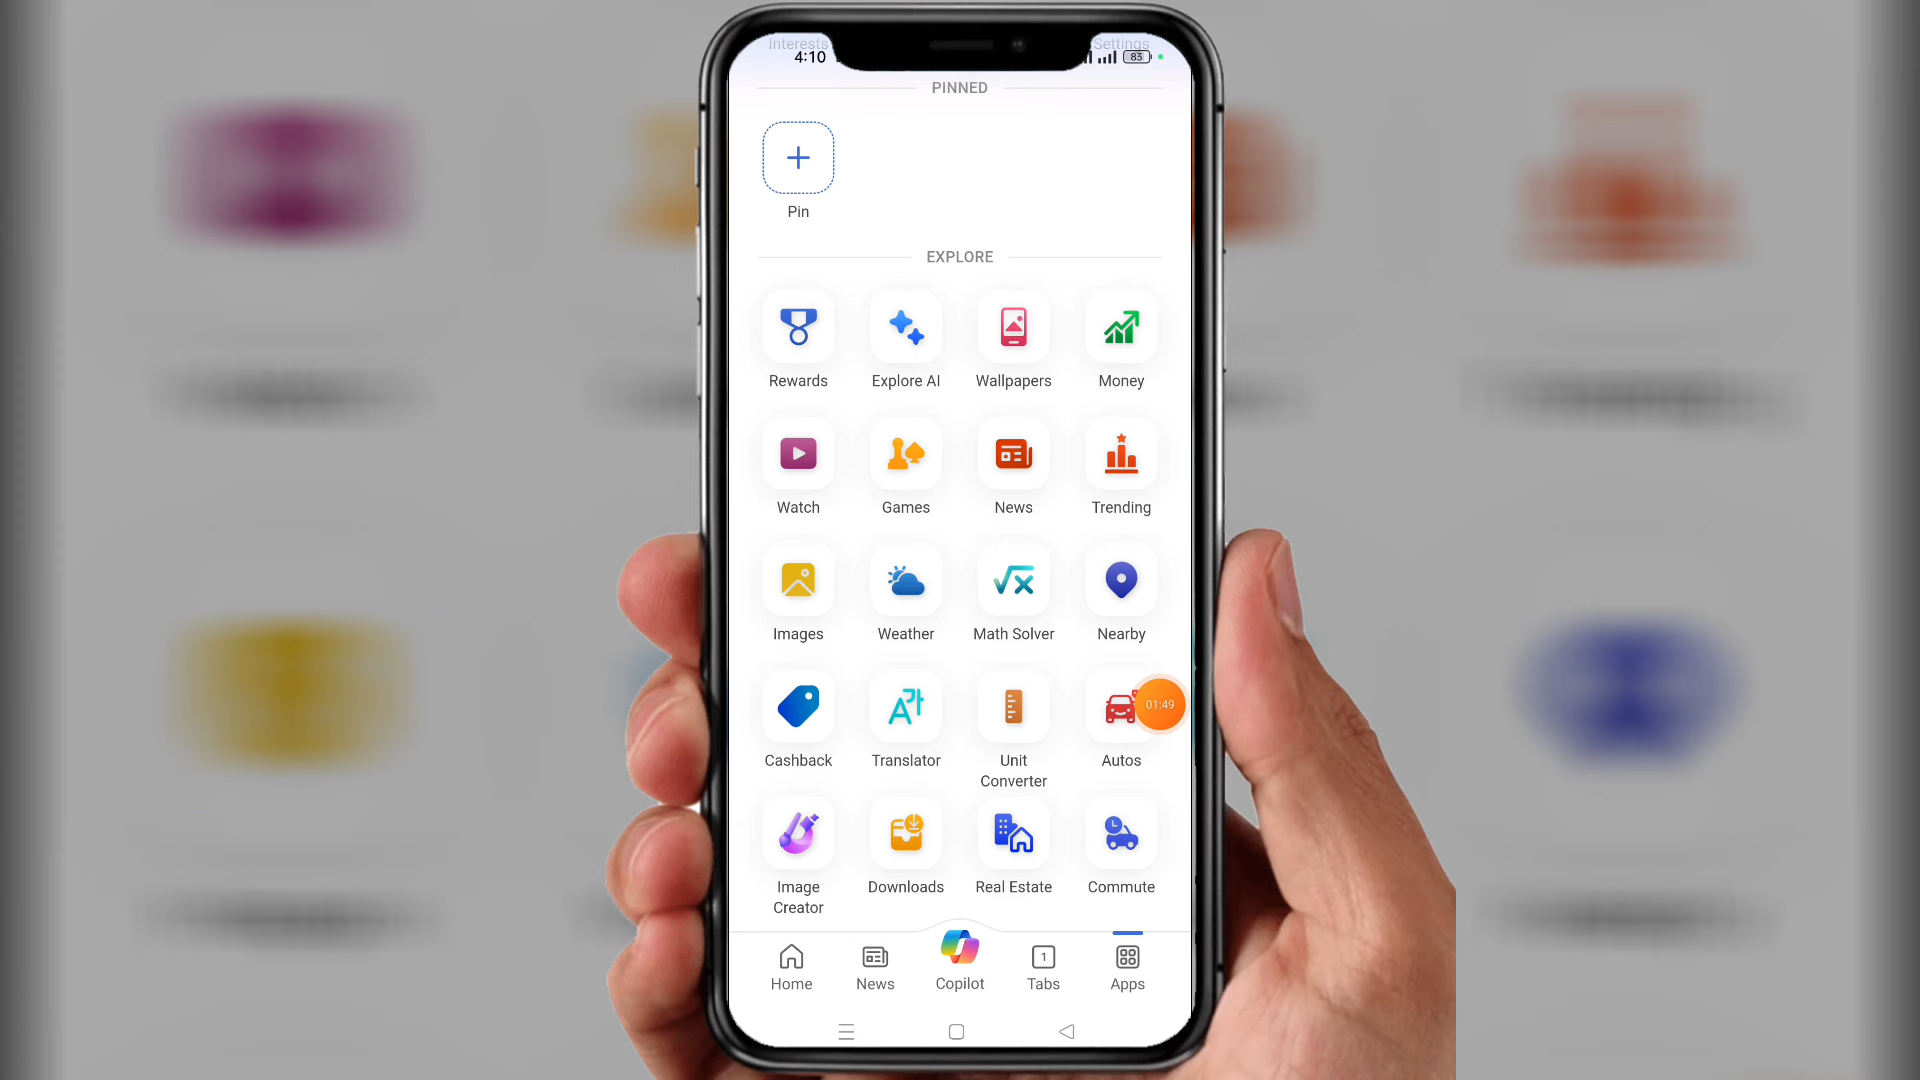 Interests
Settings
4:10
83
PINNED
Pin
EXPLORE
Rewards
Explore AI
Wallpapers
Money
Watch
Games
News
Trending
Images
Weather
Math Solver
Nearby
01:49
Cashback
Translator
Unit
Converter
Autos
Image
Creator
Downloads
Real Estate
Commute
1
Home
News
Copilot
Tabs
Apps